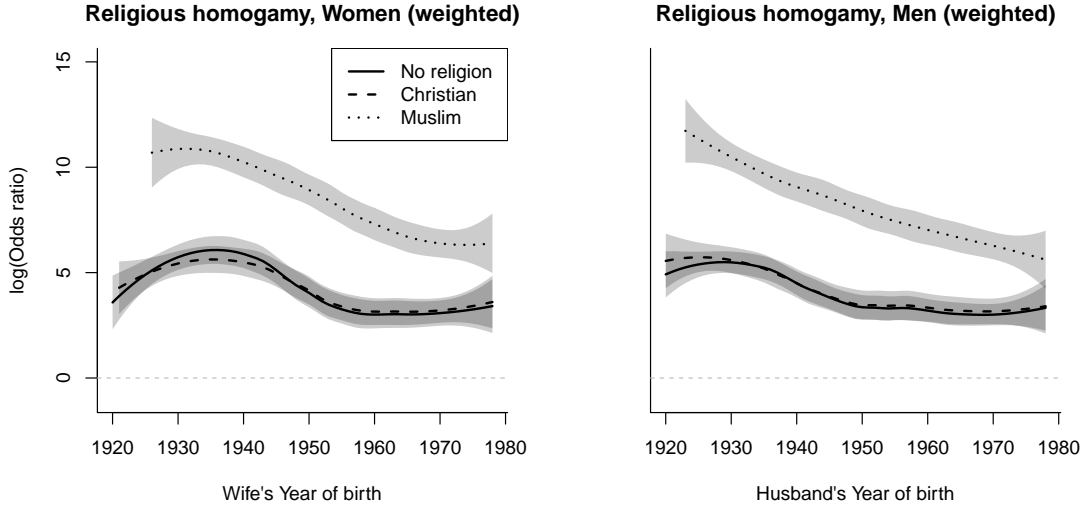 Religious homogamy, Women (weighted)
log(Odds ratio)
15
10
5
0
No religion
Christian
Muslim
1920 1930 1940 1950 1960 1970 1980
Wife's Year of birth
Religious homogamy, Men (weighted)
1920 1930 1940 1950 1960 1970 1980
Husband's Year of birth